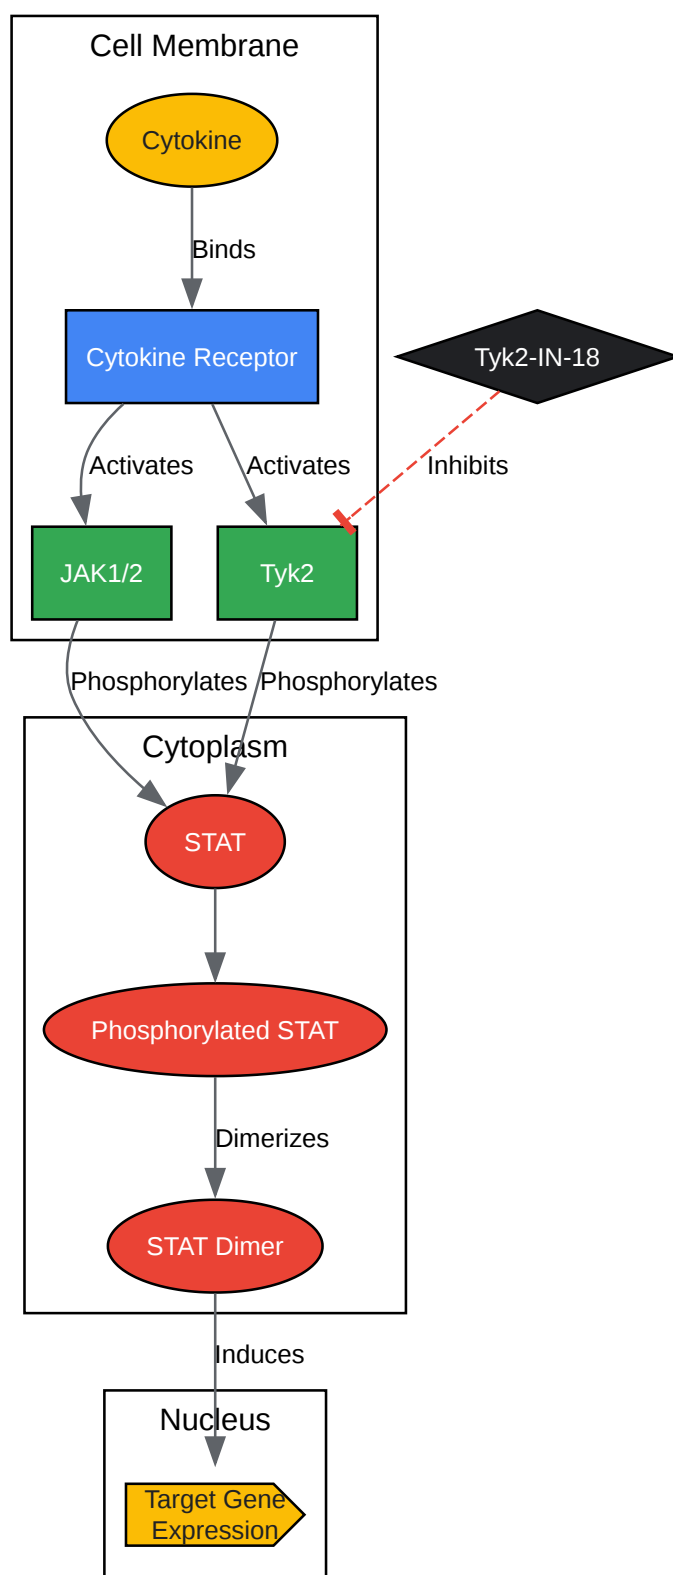 Cell Membrane
Cytokine
Binds
Cytokine Receptor
Tyk2-IN-18
Activates
Activates
Inhibits
JAK1/2
Tyk2
Phosphorylates
Phosphorylates
Cytoplasm
STAT
Phosphorylated STAT
Dimerizes
STAT Dimer
Induces
Nucleus
Target Gene
Expression